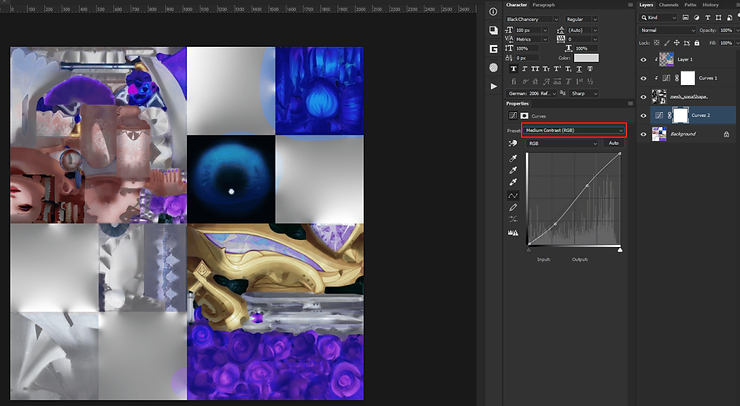 Character Paragraph
BlackChancery Regular
100 px (Auto)
Metrics 0
100% 100%
0 px Color:
German: 2006 Ref... Sharp
Properties
Curves
Preset: Medium Contrast (RGB)
RGB Auto
Input: Output:
Layers Channels Paths History
Kind
Normal Opacity: 100%
Lock: Fill: 100%
Layer 1
Curves 1
Curves 2
Background